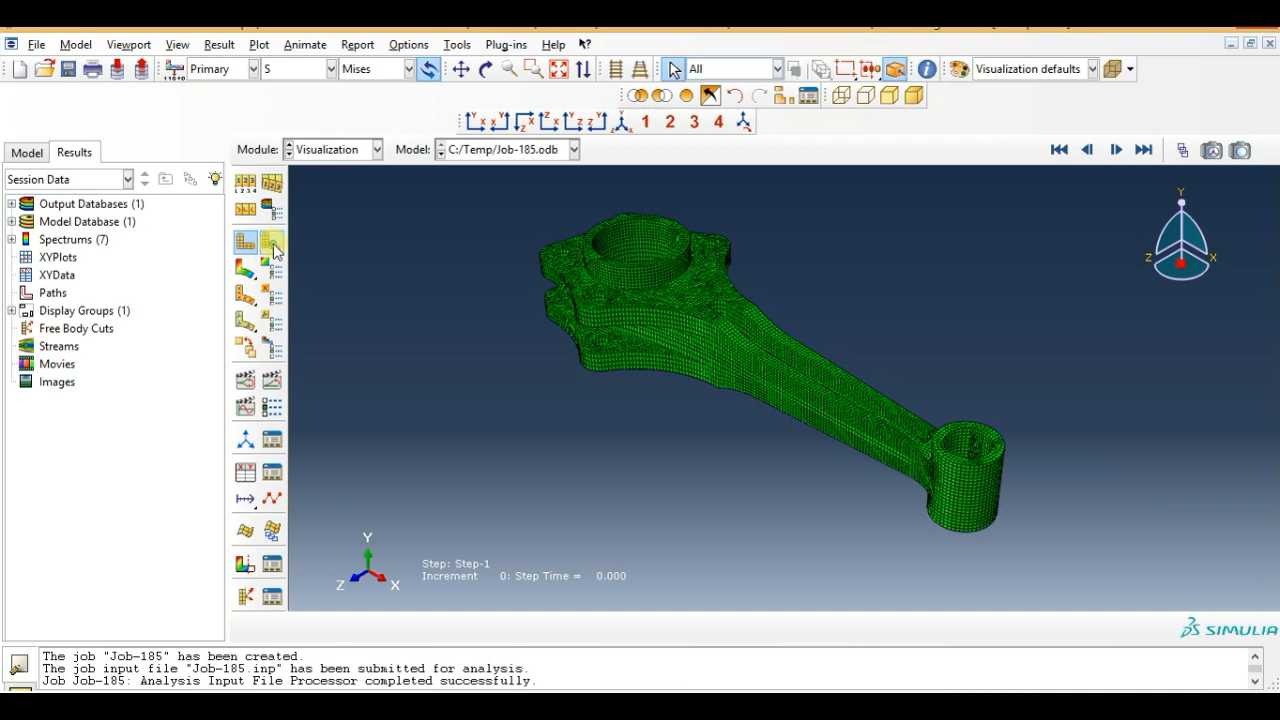 File Model Viewport View Result Plot Animate Report Options Tools Plug-ins Help
Primary S Mises All Visualization defaults
1 2 3 4
Model Results Module: Visualization Model: C:/Temp/Job-185.odb
Session Data
Output Databases (1)
Model Database (1)
Spectrums (7)
XYPlots
XYData
Paths
Display Groups (1)
Free Body Cuts
Streams
Movies
Images
Y
Z X
Y
Z X
Step: Step-1
Increment 0: Step Time = 0.000
SIMULIA
The job "Job-185" has been created.
The job input file "Job-185.inp" has been submitted for analysis.
Job Job-185: Analysis Input File Processor completed successfully.